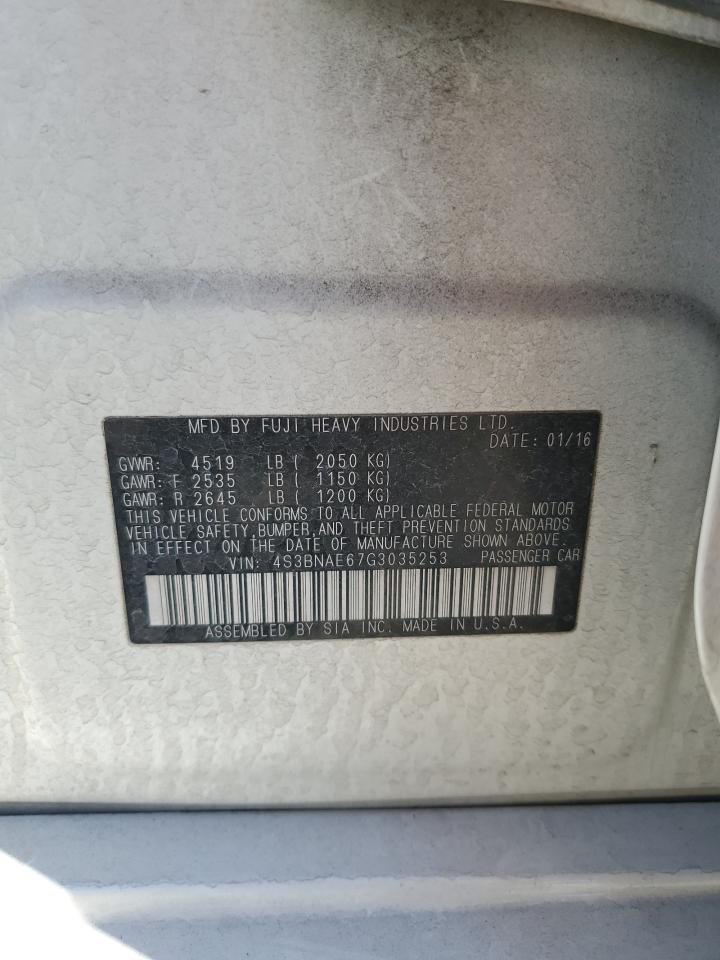 MFD BY FUJI HEAVY INDUSTRIES LTD.
DATE: 01/16
GVWR: 4519 LB ( 2050 KG)
GAWR: F 2535 LB ( 1150 KG)
GAWR: R 2645 LB ( 1200 KG)
THIS VEHICLE CONFORMS TO ALL APPLICABLE FEDERAL MOTOR
VEHICLE SAFETY,BUMPER,AND THEFT PREVENTION STANDARDS
IN EFFECT ON THE DATE OF MANUFACTURE SHOWN ABOVE.
VIN: 4S3BNAE67G3035253 PASSENGER CAR
ASSEMBLED BY SIA INC. MADE IN U.S.A.